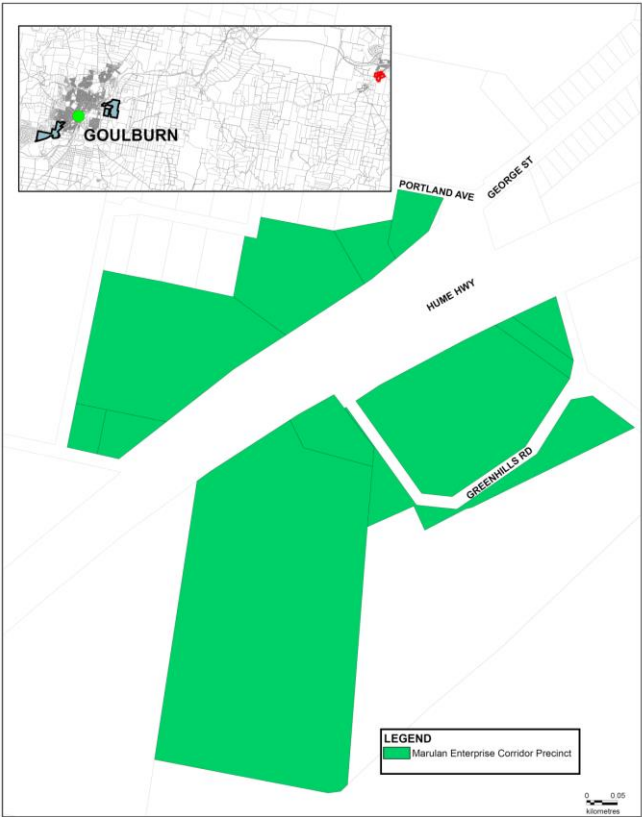 GOULBURN
PORTLAND AVE
GEORGE ST
HUME HWY
GREENHILLS RD
LEGEND
Marulan Enterprise Corridor Precinct
0 0.05
kilometres